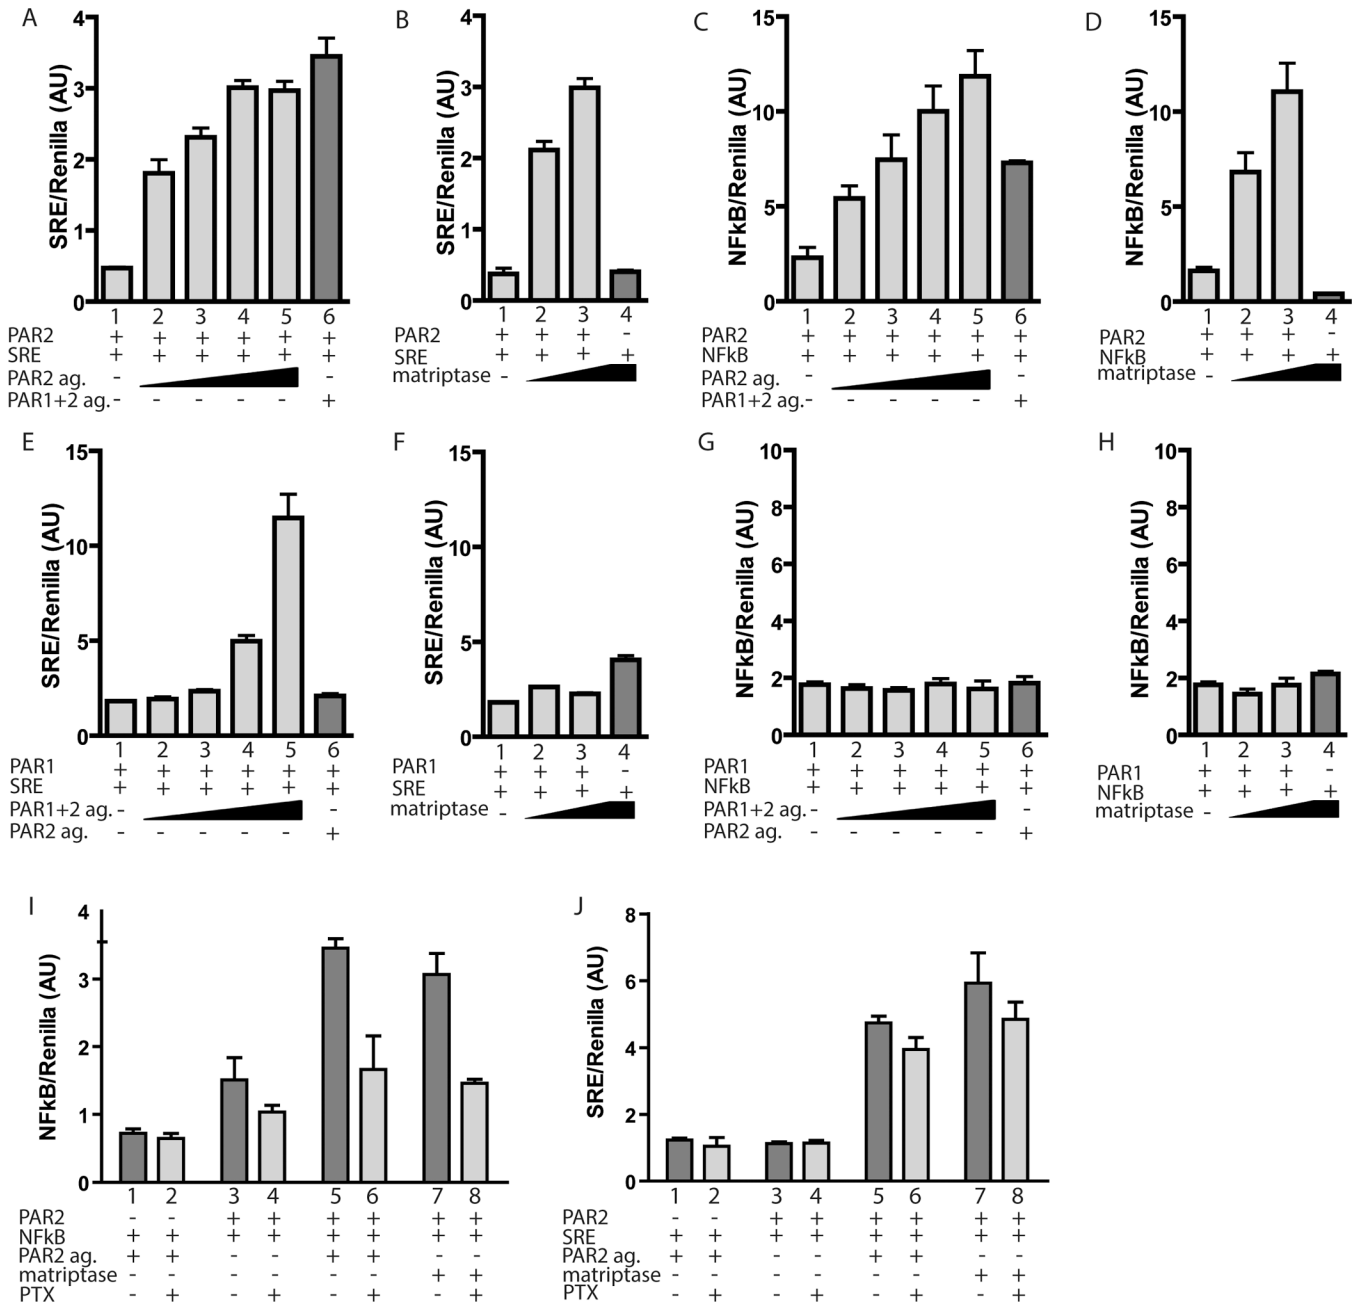 A
SRE/Renilla (AU)
4
3
2
1
0
1 2 3 4 5 6
PAR2 + + + + + +
SRE + + + + + +
PAR2 ag. - -
PAR1+2 ag. - - - - - +
B
SRE/Renilla (AU)
4
3
2
1
0
1 2 3 4
PAR2 + + + -
SRE + + + +
matriptase -
C
NFkB/Renilla (AU)
15
10
5
0
1 2 3 4 5 6
PAR2 + + + + + +
NFkB + + + + + +
PAR2 ag. - -
PAR1+2 ag. - - - - - +
D
NFkB/Renilla (AU)
15
10
5
0
1 2 3 4
PAR2 + + + -
NFkB + + + +
matriptase -
E
SRE/Renilla (AU)
15
10
5
0
1 2 3 4 5 6
PAR1 + + + + + +
SRE + + + + + +
PAR1+2 ag. - -
PAR2 ag. - - - - - +
F
SRE/Renilla (AU)
15
10
5
0
1 2 3 4
PAR1 + + + -
SRE + + + +
matriptase -
G
NFkB/Renilla (AU)
10
8
6
4
2
0
1 2 3 4 5 6
PAR1 + + + + + +
NFkB + + + + + +
PAR1+2 ag. - -
PAR2 ag. - - - - - +
H
NFkB/Renilla (AU)
10
8
6
4
2
0
1 2 3 4
PAR1 + + + -
NFkB + + + +
matriptase -
I
NFkB/Renilla (AU)
4
3
2
1
0
1 2 3 4 5 6 7 8
PAR2 - - + + + + + +
NFkB + + + + + + + +
PAR2 ag. + + - - + + - -
matriptase - - - - - - + +
PTX - + - + - + - +
J
SRE/Renilla (AU)
8
6
4
2
0
1 2 3 4 5 6 7 8
PAR2 - - + + + + + +
SRE + + + + + + + +
PAR2 ag. + + - - + + - -
matriptase - - - - - - + +
PTX - + - + - + - +